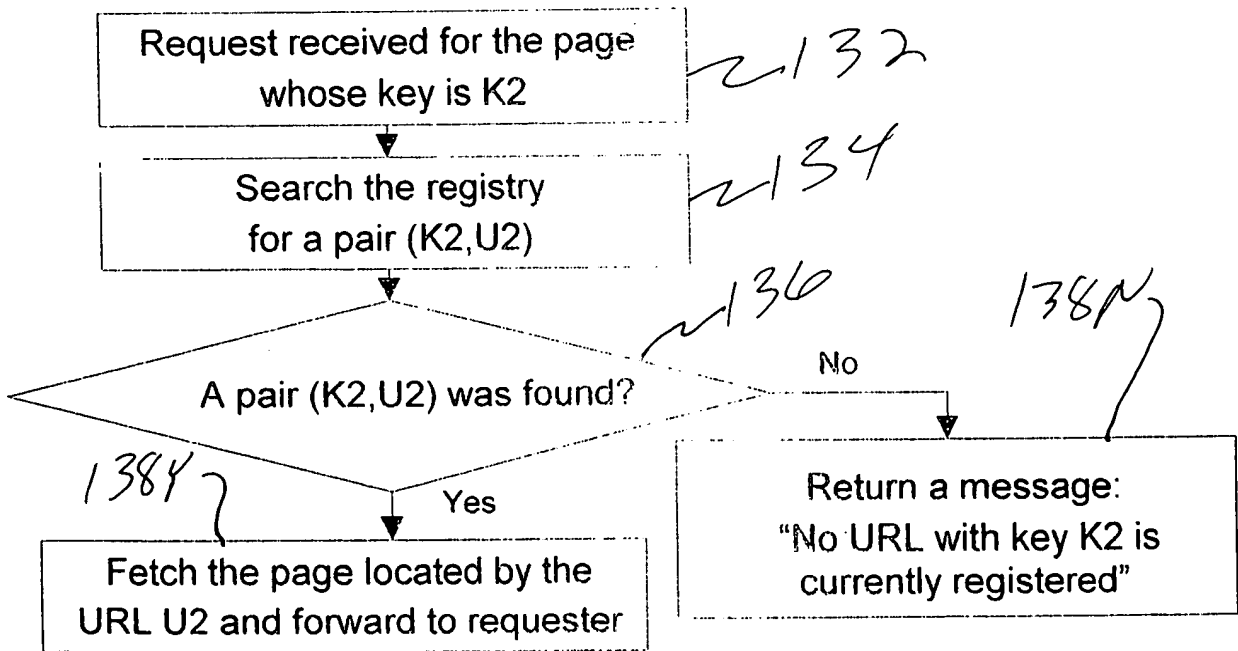 Request received for the page
whose key is K2
132
Search the registry
for a pair (K2,U2)
134
A pair (K2,U2) was found?
136
No
138N
Return a message:
"No URL with key K2 is
currently registered"
Yes
138Y
Fetch the page located by the
URL U2 and forward to requester